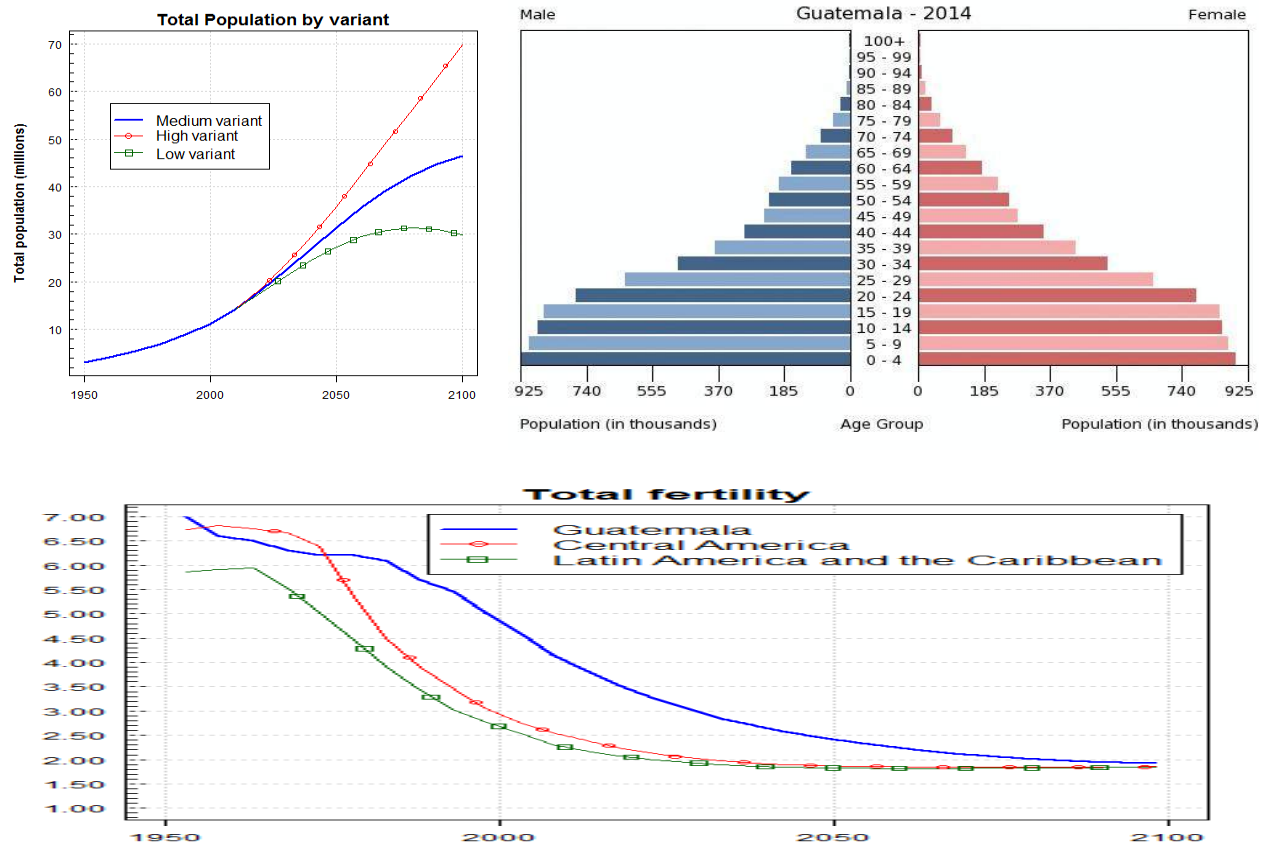 Total Population by variant
Total population (millions)
70
60
50
40
30
20
10
Medium variant
High variant
Low variant
1950 2000 2050 2100
Male Guatemala - 2014 Female
100+
95 - 99
90 - 94
85 - 89
80 - 84
75 - 79
70 - 74
65 - 69
60 - 64
55 - 59
50 - 54
45 - 49
40 - 44
35 - 39
30 - 34
25 - 29
20 - 24
15 - 19
10 - 14
5 - 9
0 - 4
925 740 555 370 185 0 0 185 370 555 740 925
Population (in thousands) Age Group Population (in thousands)
Total fertility
7.00
6.50
6.00
5.50
5.00
4.50
4.00
3.50
3.00
2.50
2.00
1.50
1.00
Guatemala
Central America
Latin America and the Caribbean
1950 2000 2050 2100